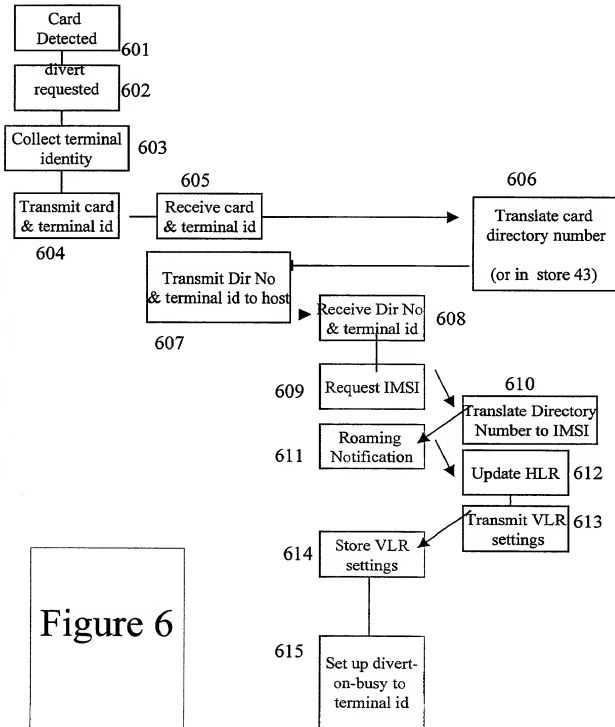 Card
Detected
601
divert
requested
602
Collect terminal
identity
603
605
606
Transmit card
& terminal id
604
Receive card
& terminal id
Translate card
directory number
(or in store 43)
Transmit Dir No
& terminal id to host
607
Receive Dir No
& terminal id
608
609
Request IMSI
610
Translate Directory
Number to IMSI
611
Roaming
Notification
Update HLR
612
Transmit VLR
settings
613
614
Store VLR
settings
Figure 6
615
Set up divert-
on-busy to
terminal id